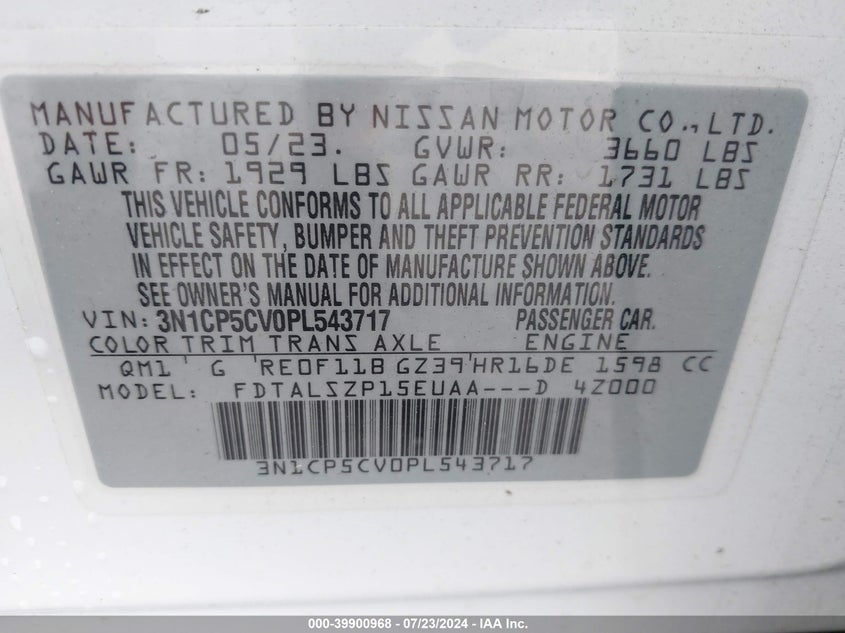 MANUFACTURED BY NISSAN MOTOR CO.,LTD.
DATE: 05/23. GVWR: 3660 LBS
GAWR FR: 1929 LBS GAWR RR: 1731 LBS
THIS VEHICLE CONFORMS TO ALL APPLICABLE FEDERAL MOTOR
VEHICLE SAFETY, BUMPER AND THEFT PREVENTION STANDARDS
IN EFFECT ON THE DATE OF MANUFACTURE SHOWN ABOVE.
SEE OWNER'S MANUAL FOR ADDITIONAL INFORMATION.
VIN: 3N1CP5CV0PL543717 PASSENGER CAR.
COLOR TRIM TRANS AXLE ENGINE
QM1 G RE0F11B GZ39 HR16DE 1598 CC
MODEL: FDTALSZP15EUAA---D 4Z000
3N1CP5CV0PL543717
000-39900968 - 07/23/2024 - IAA Inc.